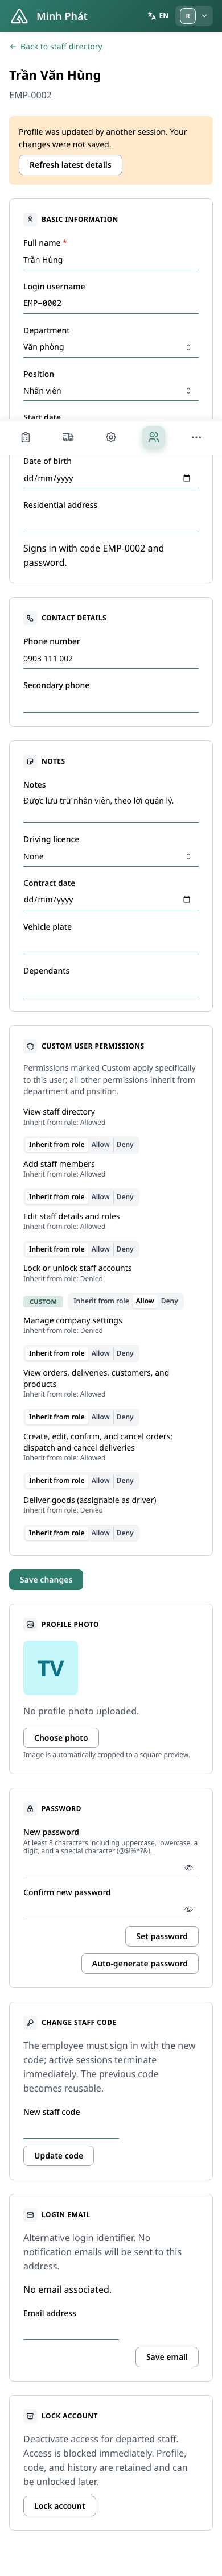 Minh Phát
EN
R
Back to staff directory
Trần Văn Hùng
EMP-0002
Profile was updated by another session. Your
changes were not saved.
Refresh latest details
BASIC INFORMATION
Full name *
Trần Hùng
Login username
EMP-0002
Department
Văn phòng
Position
Nhân viên
Start date
Date of birth
dd/mm/yyyy
Residential address
Signs in with code EMP-0002 and
password.
CONTACT DETAILS
Phone number
0903 111 002
Secondary phone
NOTES
Notes
Được lưu trữ nhân viên, theo lời quản lý.
Driving licence
None
Contract date
dd/mm/yyyy
Vehicle plate
Dependants
CUSTOM USER PERMISSIONS
Permissions marked Custom apply specifically
to this user; all other permissions inherit from
department and position.
View staff directory
Inherit from role: Allowed
Inherit from role Allow Deny
Add staff members
Inherit from role: Allowed
Inherit from role Allow Deny
Edit staff details and roles
Inherit from role: Allowed
Inherit from role Allow Deny
Lock or unlock staff accounts
Inherit from role: Denied
CUSTOM Inherit from role Allow Deny
Manage company settings
Inherit from role: Denied
Inherit from role Allow Deny
View orders, deliveries, customers, and
products
Inherit from role: Allowed
Inherit from role Allow Deny
Create, edit, confirm, and cancel orders;
dispatch and cancel deliveries
Inherit from role: Allowed
Inherit from role Allow Deny
Deliver goods (assignable as driver)
Inherit from role: Denied
Inherit from role Allow Deny
Save changes
PROFILE PHOTO
TV
No profile photo uploaded.
Choose photo
Image is automatically cropped to a square preview.
PASSWORD
New password
At least 8 characters including uppercase, lowercase, a
digit, and a special character (@$!%*?&).
Confirm new password
Set password
Auto-generate password
CHANGE STAFF CODE
The employee must sign in with the new
code; active sessions terminate
immediately. The previous code
becomes reusable.
New staff code
Update code
LOGIN EMAIL
Alternative login identifier. No
notification emails will be sent to this
address.
No email associated.
Email address
Save email
LOCK ACCOUNT
Deactivate access for departed staff.
Access is blocked immediately. Profile,
code, and history are retained and can
be unlocked later.
Lock account